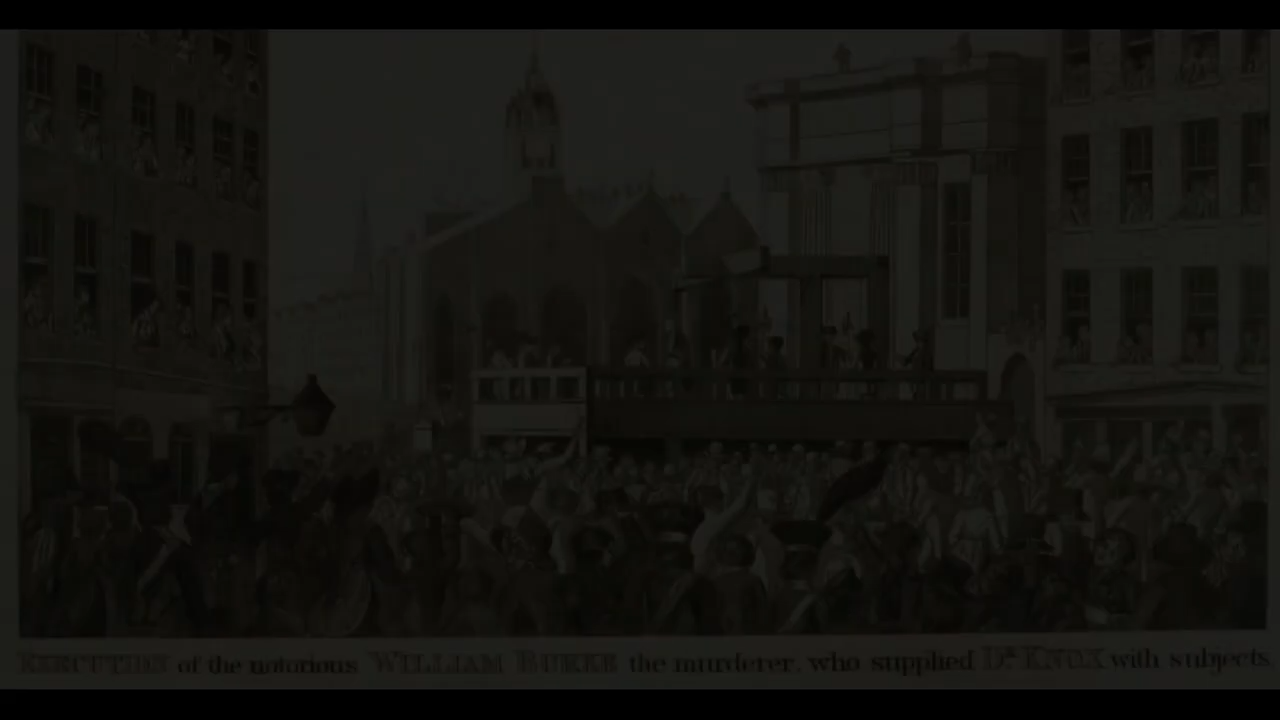 EXECUTION of the notorious WILLIAM BURKE the murderer, who supplied DR. KNOX with subjects.